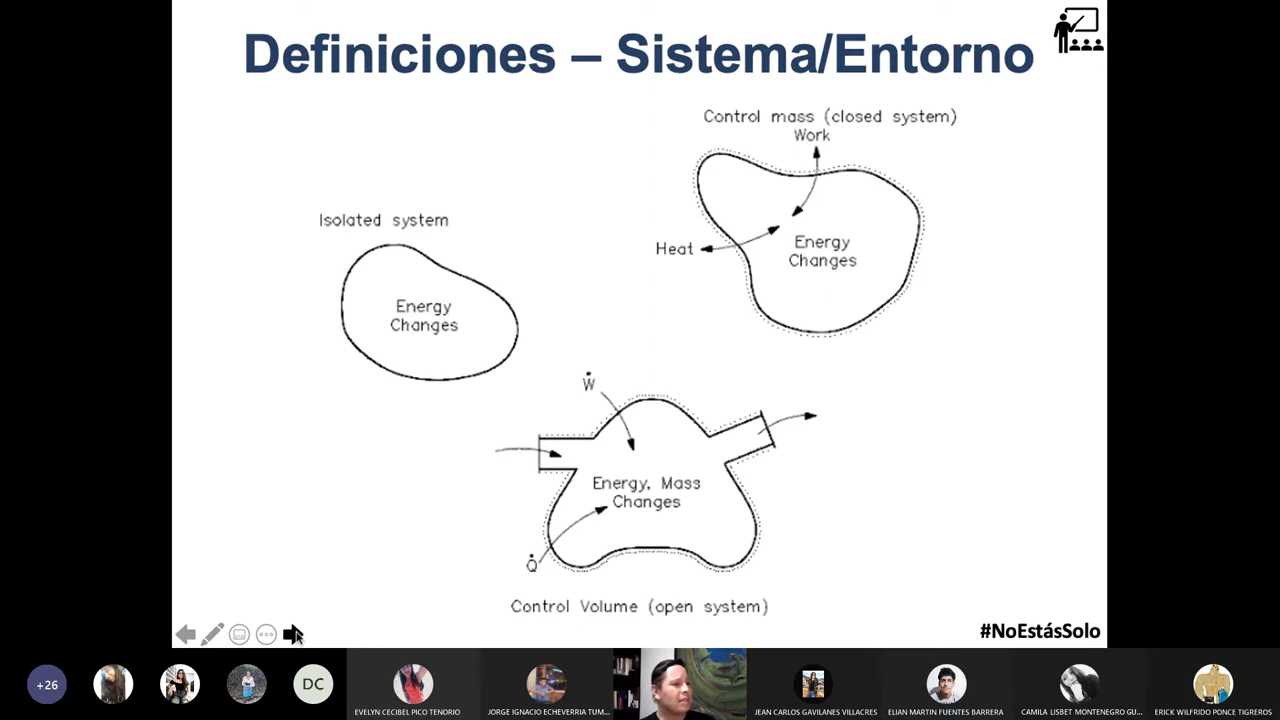 Definiciones – Sistema/Entorno
Control mass (closed system)
Work
Isolated system
Heat
Energy
Changes
Energy
Changes
Ẇ
Energy, Mass
Changes
Q̇
Control Volume (open system)
#NoEstásSolo
+26
DC
EVELYN CECIBEL PICO TENORIO
JORGE IGNACIO ECHEVERRIA TUM...
JEAN CARLOS GAVILANES VILLACRES
ELIAN MARTIN FUENTES BARRERA
CAMILA LISBET MONTENEGRO GU...
ERICK WILFRIDO PONCE TIGREROS